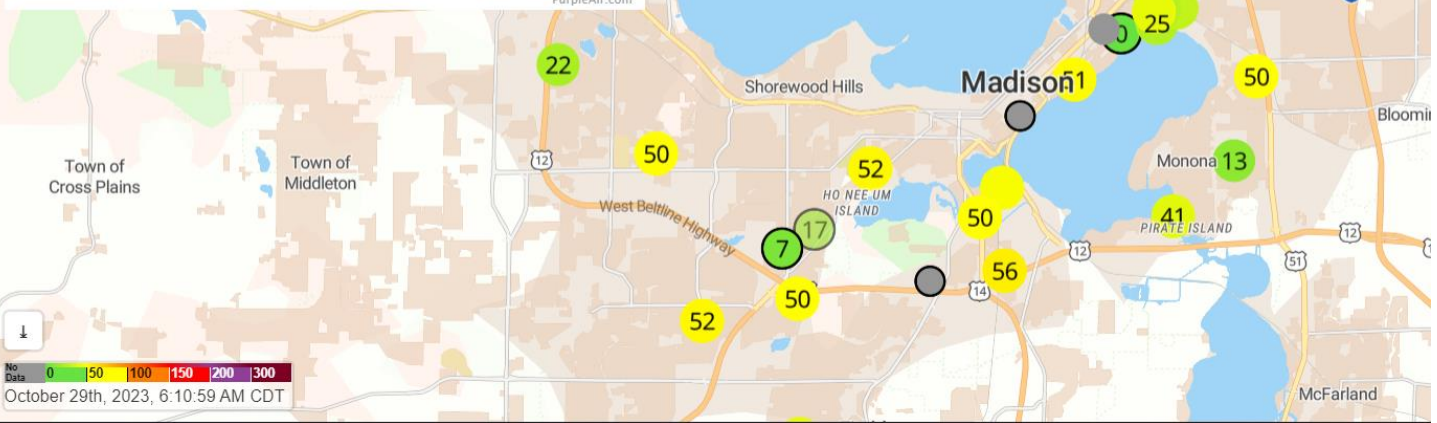 PurpleAir.com
25
0
22
Madison
51
50
Shorewood Hills
Bloomin
50
12
Town of
Cross Plains
Town of
Middleton
52
Monona
13
HO NEE UM
ISLAND
West Beltline Highway
17
7
50
41
PIRATE ISLAND
12
12
51
56
14
50
52
No
Data
0
50
100
150
200
300
October 29th, 2023, 6:10:59 AM CDT
McFarland